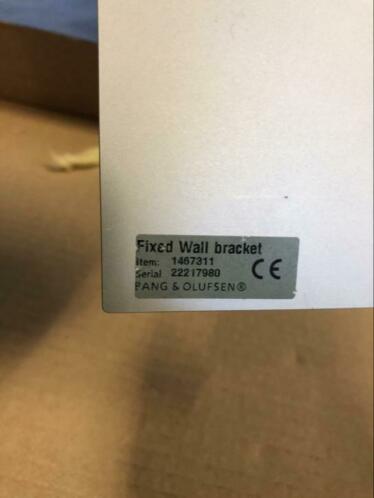 Fixed Wall bracket
Item: 1467311
Serial 22217980
CE
BANG & OLUFSEN®